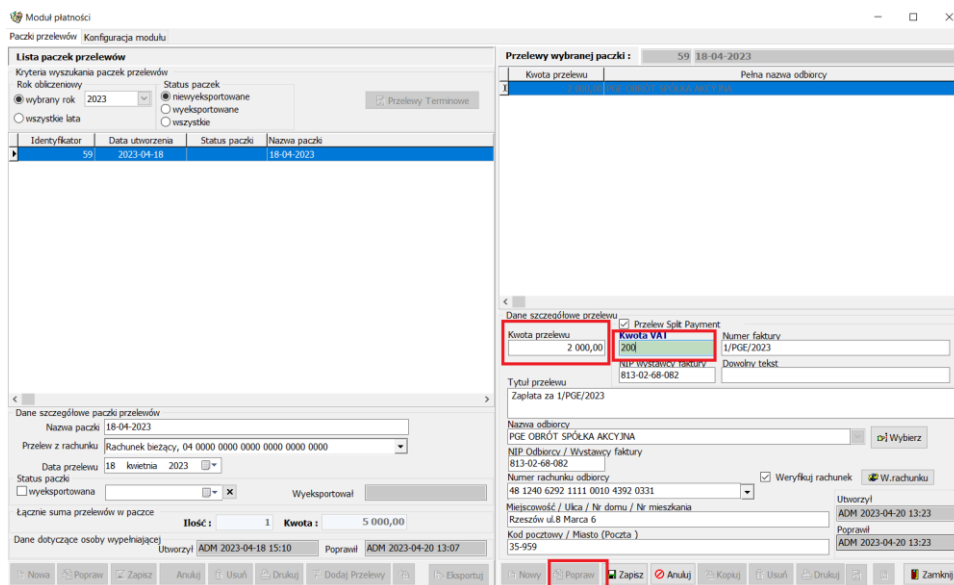 Moduł płatności
Paczki przelewów Konfiguracja modułu
Lista paczek przelewów
Kryteria wyszukania paczek przelewów
Rok obliczeniowy
wybrany rok 2023
wszystkie lata
Status paczek
niewyeksportowane
wyeksportowane
wszystkie
Przelewy Terminowe
Identyfikator Data utworzenia Status paczki Nazwa paczki
59 2023-04-18 18-04-2023
Dane szczegółowe paczki przelewów
Nazwa paczki 18-04-2023
Przelew z rachunku Rachunek bieżący, 04 0000 0000 0000 0000 0000 0000
Data przelewu 18 kwietnia 2023
Status paczki
wyeksportowana Wyeksportował
Łącznie suma przelewów w paczce
Ilość : 1 Kwota : 5 000,00
Dane dotyczące osoby wypełniającej
Utworzył ADM 2023-04-18 15:10 Poprawił ADM 2023-04-20 13:07
Nowa Popraw Zapisz Anuluj Usuń Drukuj Dodaj Przelewy Eksportuj
Przelewy wybranej paczki : 59 18-04-2023
Kwota przelewu Pełna nazwa odbiorcy
2 000,00 PGE OBRÓT SPÓŁKA AKCYJNA
Dane szczegółowe przelewu
Przelew Split Payment
Kwota przelewu Kwota VAT Numer faktury
2 000,00 200 1/PGE/2023
NIP Wystawcy faktury Dowolny tekst
813-02-68-082
Tytuł przelewu
Zapłata za 1/PGE/2023
Nazwa odbiorcy
PGE OBRÓT SPÓŁKA AKCYJNA Wybierz
NIP Odbiorcy / Wystawcy faktury
813-02-68-082
Numer rachunku odbiorcy Weryfikuj rachunek W.rachunku
48 1240 6292 1111 0010 4392 0331
Miejscowość / Ulica / Nr domu / Nr mieszkania
Rzeszów ul.8 Marca 6
Kod pocztowy / Miasto (Poczta )
35-959
Utworzył
ADM 2023-04-20 13:23
Poprawił
ADM 2023-04-20 13:23
Nowy Popraw Zapisz Anuluj Kopiuj Usuń Drukuj Zamknij